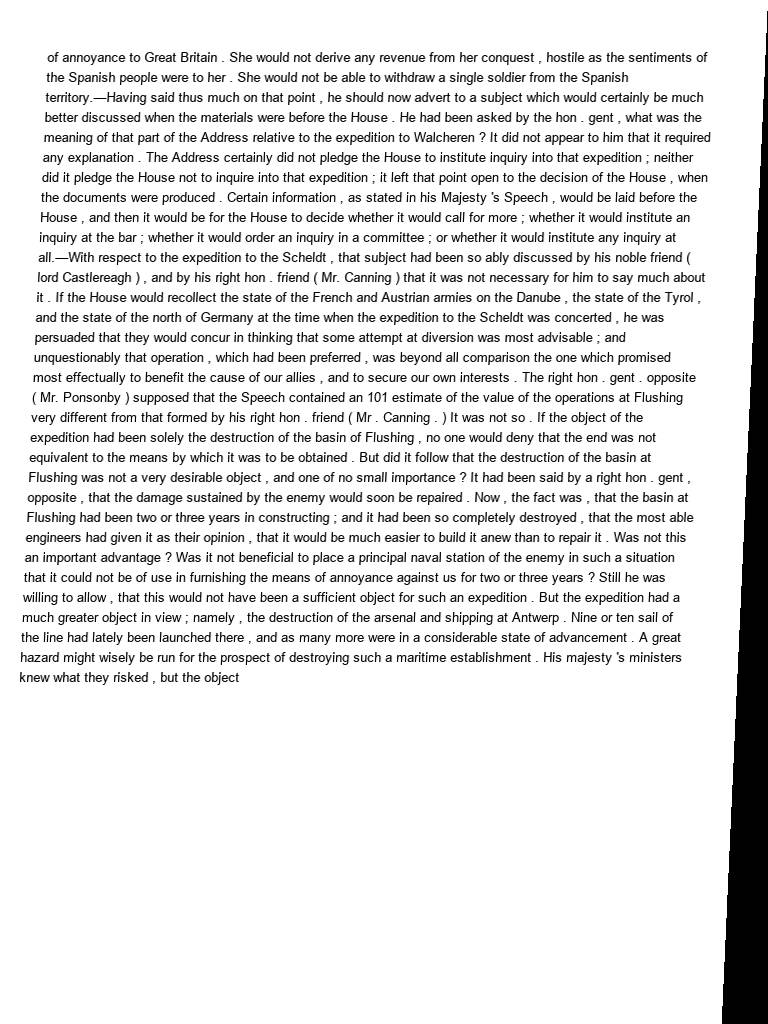 of annoyance to Great Britain . She would not derive any revenue from her conquest , hostile as the sentiments of
the Spanish people were to her . She would not be able to withdraw a single soldier from the Spanish
territory.—Having said thus much on that point , he should now advert to a subject which would certainly be much
better discussed when the materials were before the House . He had been asked by the hon . gent , what was the
meaning of that part of the Address relative to the expedition to Walcheren ? It did not appear to him that it required
any explanation . The Address certainly did not pledge the House to institute inquiry into that expedition ; neither
did it pledge the House not to inquire into that expedition ; it left that point open to the decision of the House , when
the documents were produced . Certain information , as stated in his Majesty 's Speech , would be laid before the
House , and then it would be for the House to decide whether it would call for more ; whether it would institute an
inquiry at the bar ; whether it would order an inquiry in a committee ; or whether it would institute any inquiry at
all.—With respect to the expedition to the Scheldt , that subject had been so ably discussed by his noble friend (
lord Castlereagh ) , and by his right hon . friend ( Mr. Canning ) that it was not necessary for him to say much about
it . If the House would recollect the state of the French and Austrian armies on the Danube , the state of the Tyrol ,
and the state of the north of Germany at the time when the expedition to the Scheldt was concerted , he was
persuaded that they would concur in thinking that some attempt at diversion was most advisable ; and
unquestionably that operation , which had been preferred , was beyond all comparison the one which promised
most effectually to benefit the cause of our allies , and to secure our own interests . The right hon . gent . opposite
( Mr. Ponsonby ) supposed that the Speech contained an 101 estimate of the value of the operations at Flushing
very different from that formed by his right hon . friend ( Mr . Canning . ) It was not so . If the object of the
expedition had been solely the destruction of the basin of Flushing , no one would deny that the end was not
equivalent to the means by which it was to be obtained . But did it follow that the destruction of the basin at
Flushing was not a very desirable object , and one of no small importance ? It had been said by a right hon . gent ,
opposite , that the damage sustained by the enemy would soon be repaired . Now , the fact was , that the basin at
Flushing had been two or three years in constructing ; and it had been so completely destroyed , that the most able
engineers had given it as their opinion , that it would be much easier to build it anew than to repair it . Was not this
an important advantage ? Was it not beneficial to place a principal naval station of the enemy in such a situation
that it could not be of use in furnishing the means of annoyance against us for two or three years ? Still he was
willing to allow , that this would not have been a sufficient object for such an expedition . But the expedition had a
much greater object in view ; namely , the destruction of the arsenal and shipping at Antwerp . Nine or ten sail of
the line had lately been launched there , and as many more were in a considerable state of advancement . A great
hazard might wisely be run for the prospect of destroying such a maritime establishment . His majesty 's ministers
knew what they risked , but the object